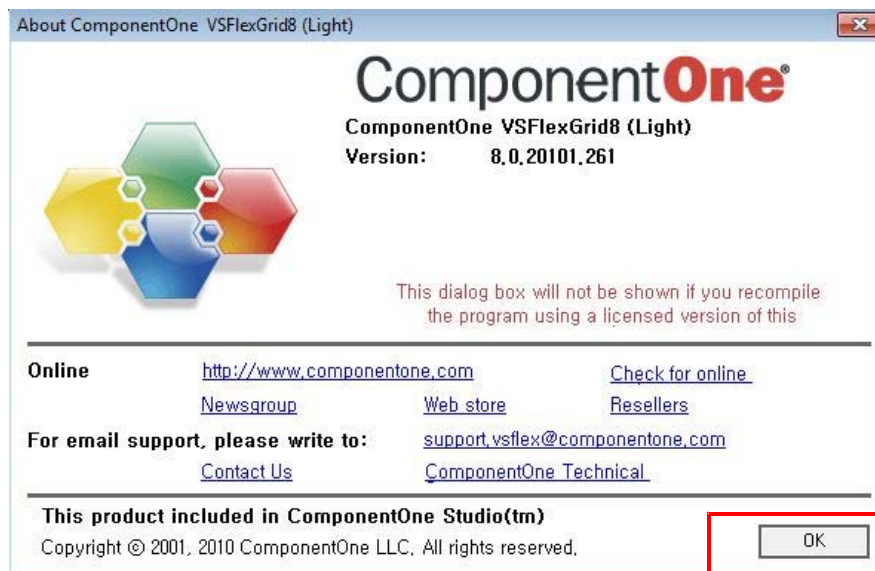 About ComponentOne VSFlexGrid8 (Light)
ComponentOne®
ComponentOne VSFlexGrid8 (Light)
Version: 8,0,20101,261
This dialog box will not be shown if you recompile
the program using a licensed version of this
Online http://www,componentone,com Check for online
Newsgroup Web store Resellers
For email support, please write to: support,vsflex@componentone,com
Contact Us ComponentOne Technical
This product included in ComponentOne Studio(tm)
Copyright © 2001, 2010 ComponentOne LLC, All rights reserved,
OK